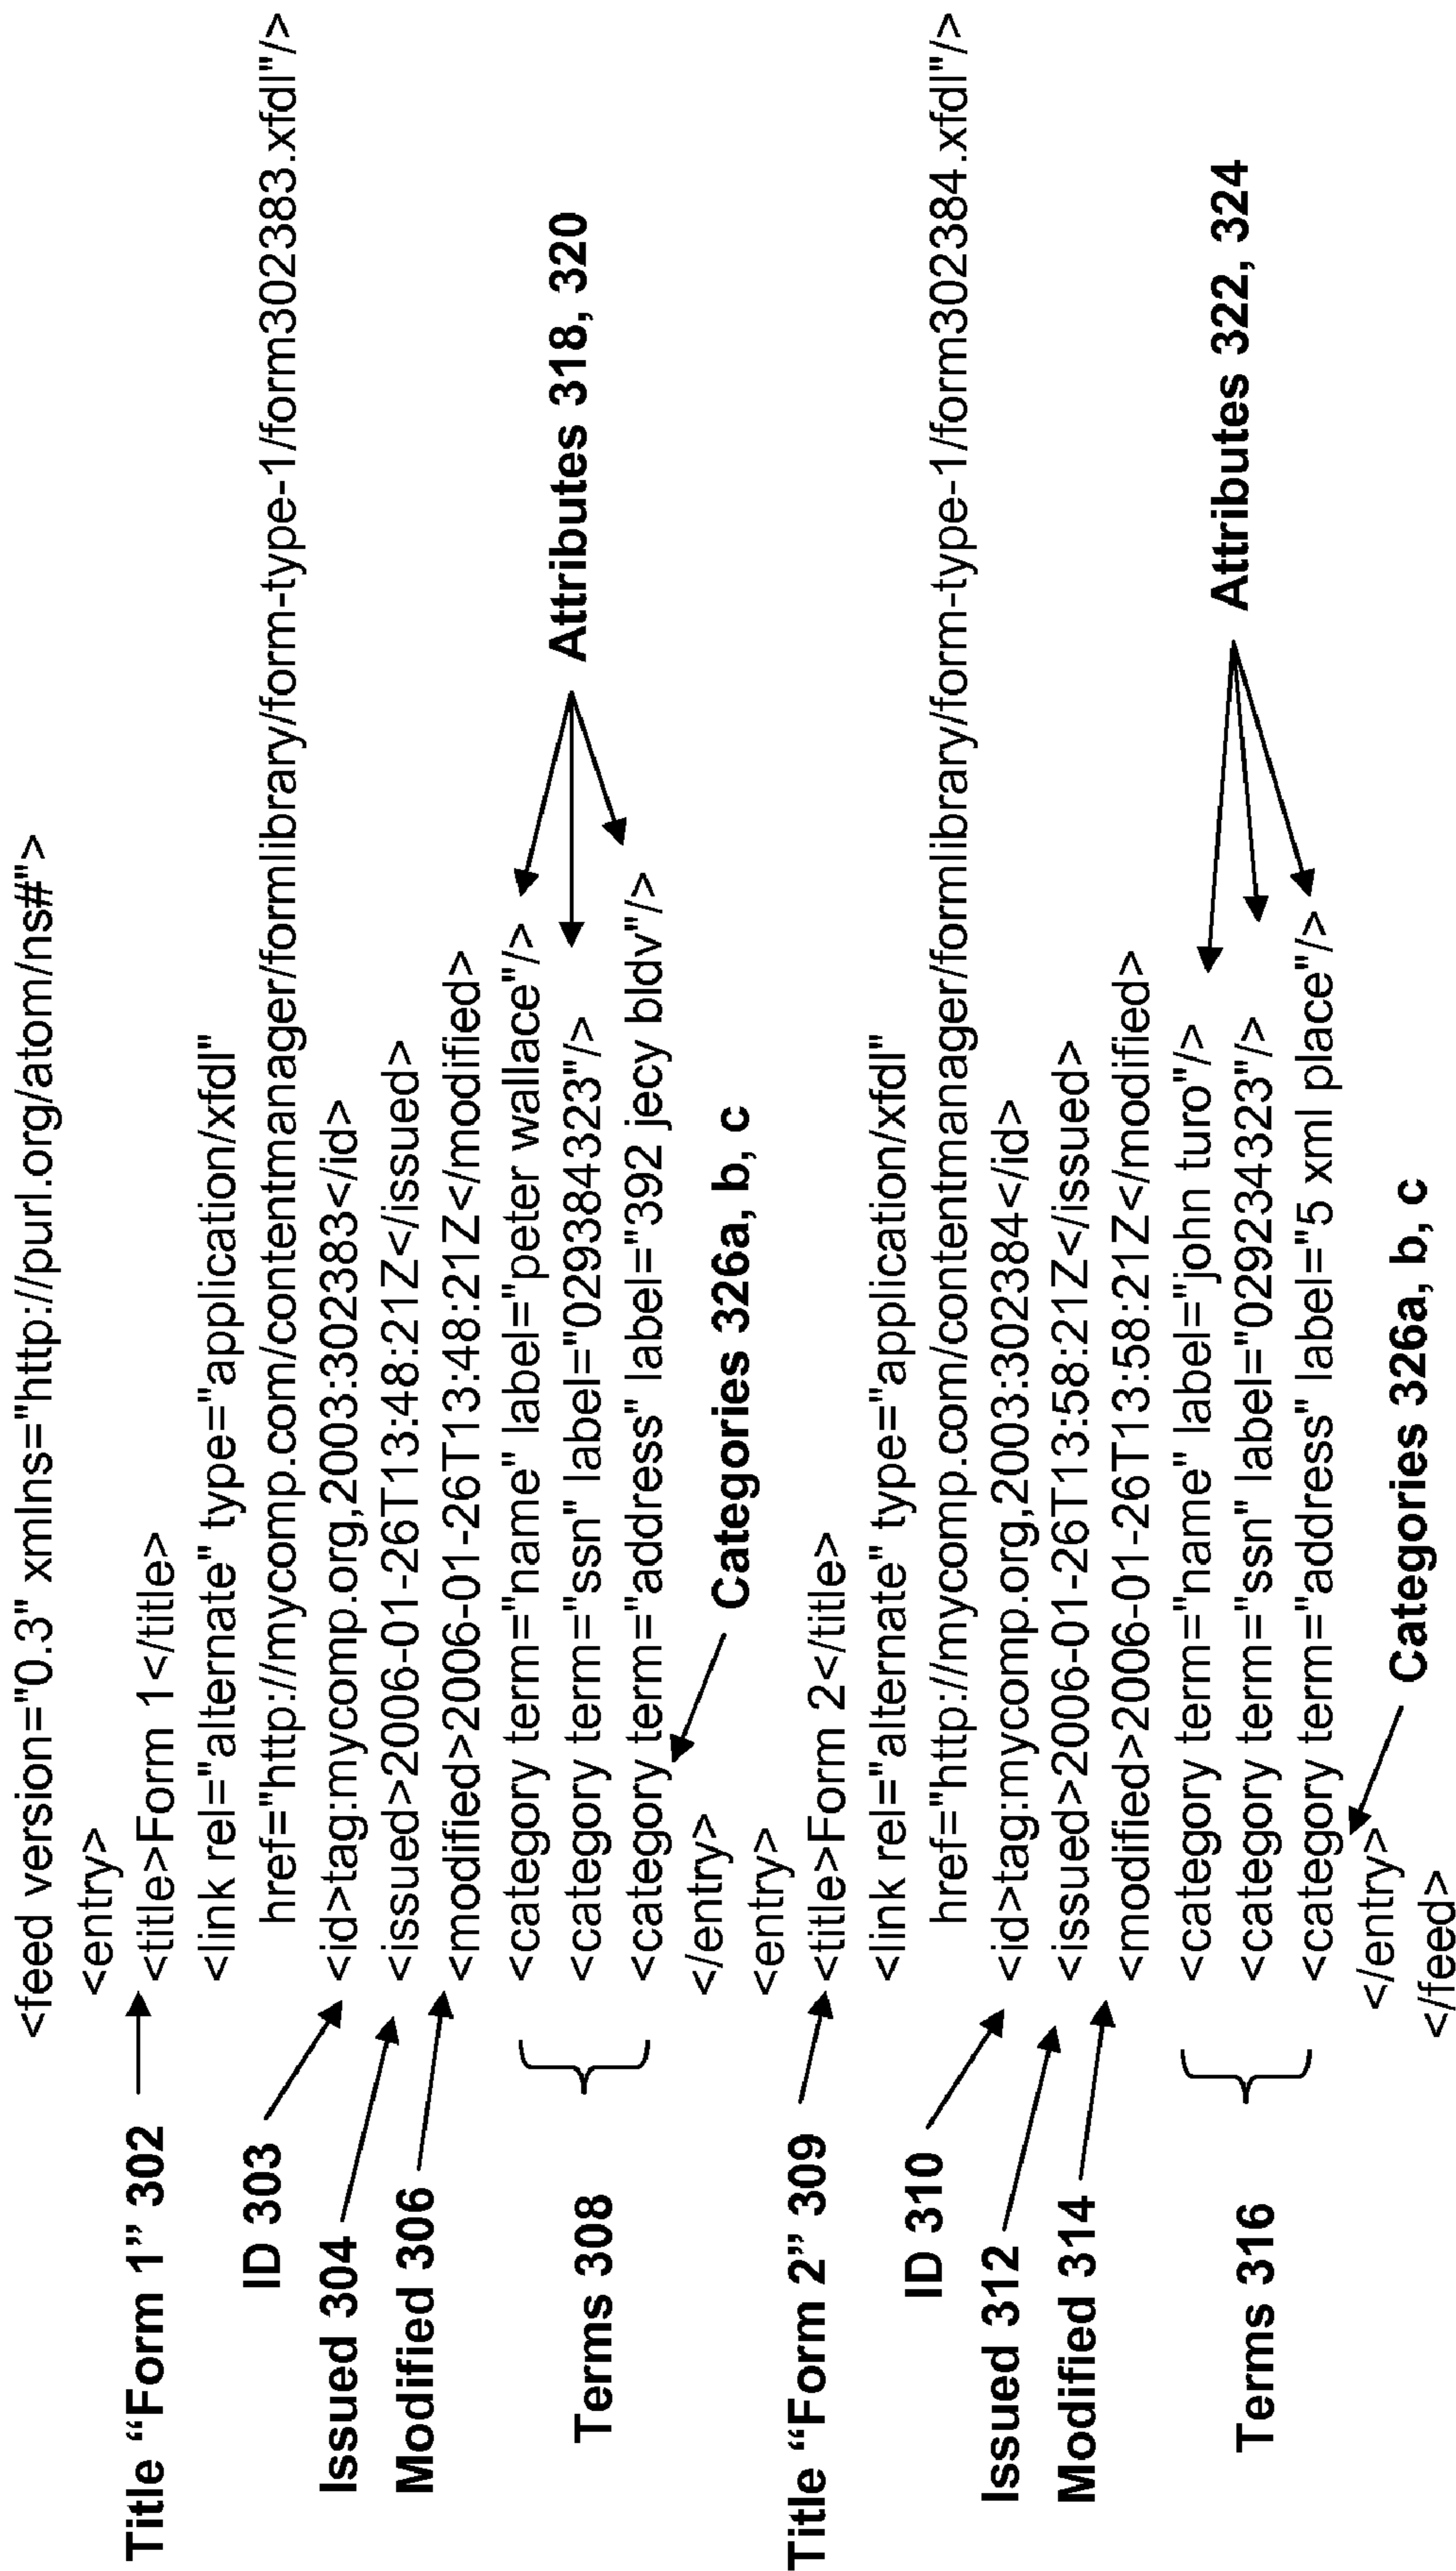 <feed version="0.3" xmlns="http://purl.org/atom/ns#">
<entry>
Title “Form 1” 302 <title>Form 1</title>
<link rel="alternate" type="application/xfdl"
href="http://mycomp.com/contentmanager/formlibrary/form-type-1/form302383.xfdl"/>
ID 303 <id>tag:mycomp.org,2003:302383</id>
Issued 304 <issued>2006-01-26T13:48:21Z</issued>
Modified 306 <modified>2006-01-26T13:48:21Z</modified>
<category term="name" label="peter wallace"/>
Terms 308 <category term="ssn" label="029384323"/> Attributes 318, 320
<category term="address" label="392 jecy bldv"/>
</entry> Categories 326a, b, c
<entry>
Title “Form 2” 309 <title>Form 2</title>
<link rel="alternate" type="application/xfdl"
href="http://mycomp.com/contentmanager/formlibrary/form-type-1/form302384.xfdl"/>
ID 310 <id>tag:mycomp.org,2003:302384</id>
Issued 312 <issued>2006-01-26T13:58:21Z</issued>
Modified 314 <modified>2006-01-26T13:58:21Z</modified>
<category term="name" label="john turo"/>
Terms 316 <category term="ssn" label="029234323"/> Attributes 322, 324
<category term="address" label="5 xml place"/>
</entry> Categories 326a, b, c
</feed>